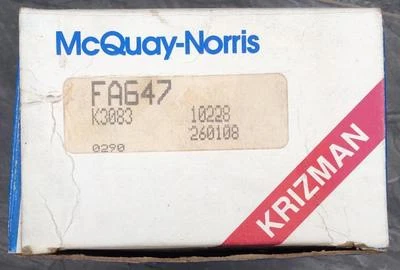 McQuay-Norris
FA647
K3083 10228
260108
0290
KRIZMAN